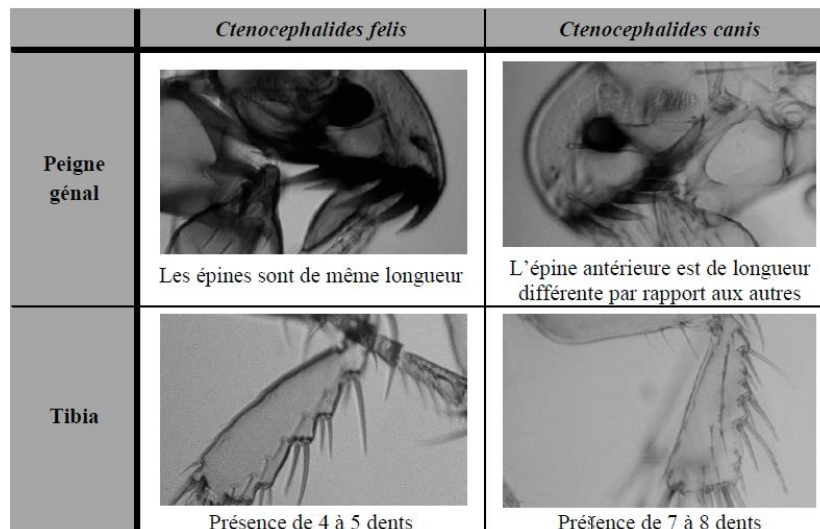 Ctenocephalides felis
Ctenocephalides canis
Peigne
génal
Les épines sont de même longueur
L'épine antérieure est de longueur
différente par rapport aux autres
Tibia
Présence de 4 à 5 dents
Présence de 7 à 8 dents